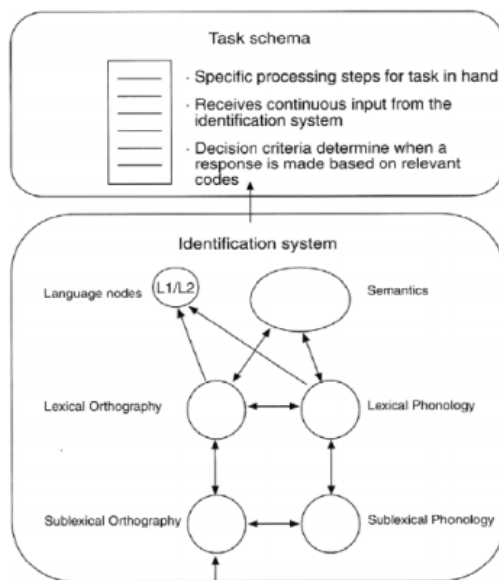 Task schema
· Specific processing steps for task in hand
· Receives continuous input from the
identification system
· Decision criteria determine when a
response is made based on relevant
codes
Identification system
Language nodes
L1/L2
Semantics
Lexical Orthography
Lexical Phonology
Sublexical Orthography
Sublexical Phonology